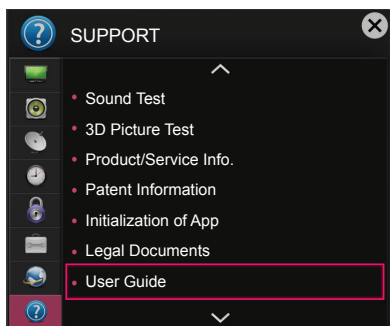 SUPPORT
Sound Test
3D Picture Test
Product/Service Info.
Patent Information
Initialization of App
Legal Documents
User Guide